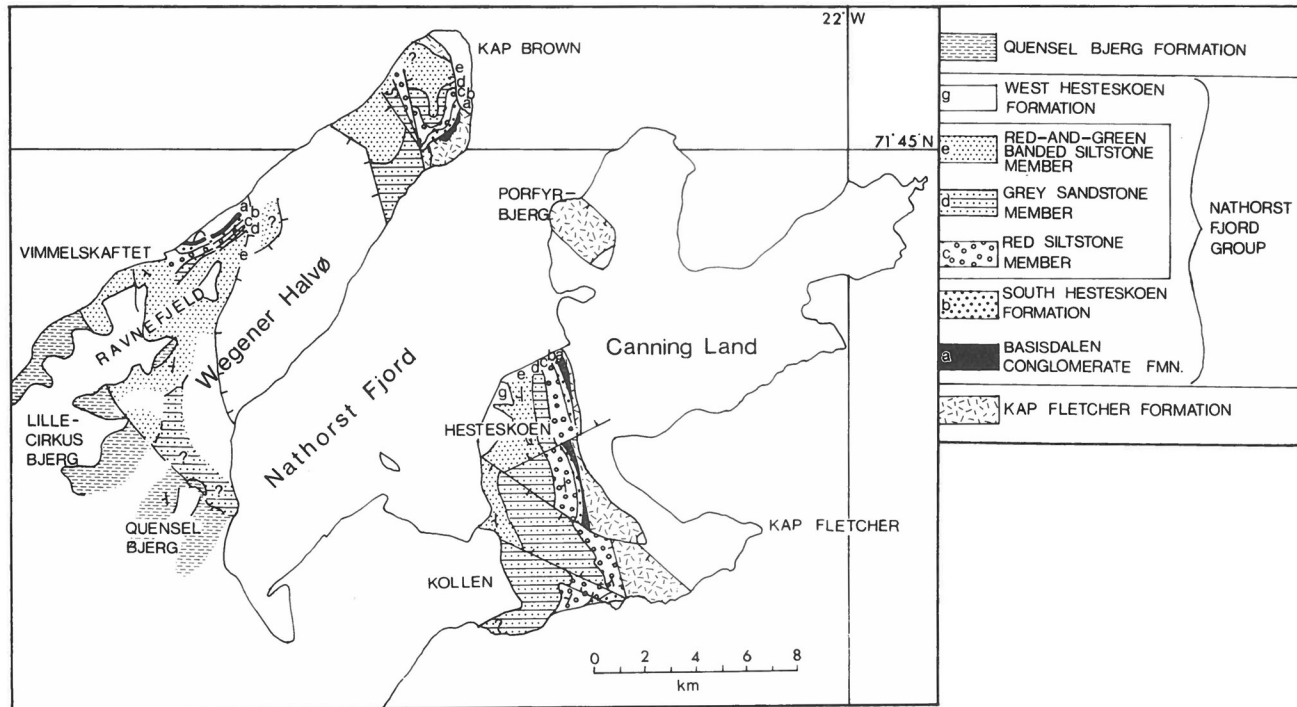 22° W
KAP BROWN
?
e
d
b
a
71° 45' N
PORFYR-
BJERG
a
b
c
d
?
e
VIMMELSKAFTET
RAVNEFJELD
Wegener Halvø
Nathorst Fjord
Canning Land
e
d
c
b
a
g
HESTESKOEN
LILLE-
CIRKUS
BJERG
?
?
QUENSEL
BJERG
KAP FLETCHER
KOLLEN
0 2 4 6 8
km
QUENSEL BJERG FORMATION
g WEST HESTESKOEN
FORMATION
e RED-AND-GREEN
BANDED SILTSTONE
MEMBER
d GREY SANDSTONE
MEMBER
c RED SILTSTONE
MEMBER
b SOUTH HESTESKOEN
FORMATION
a BASISDALEN
CONGLOMERATE FMN.
NATHORST
FJORD
GROUP
KAP FLETCHER FORMATION